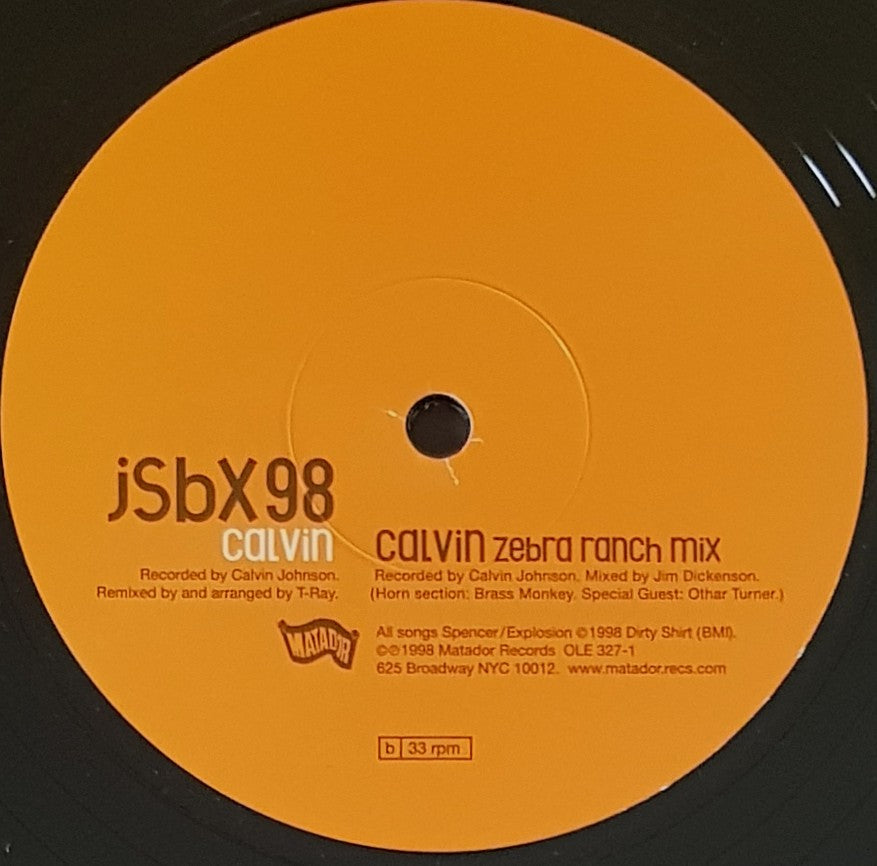 jSbX98
calvin
Recorded by Calvin Johnson.
Remixed by and arranged by T-Ray.
calvin zebra ranch mix
Recorded by Calvin Johnson. Mixed by Jim Dickenson.
(Horn section: Brass Monkey. Special Guest: Othar Turner.)
MATADOR
All songs Spencer/Explosion ©1998 Dirty Shirt (BMI).
©℗1998 Matador Records OLE 327-1
625 Broadway NYC 10012. www.matador.recs.com
b 33 rpm